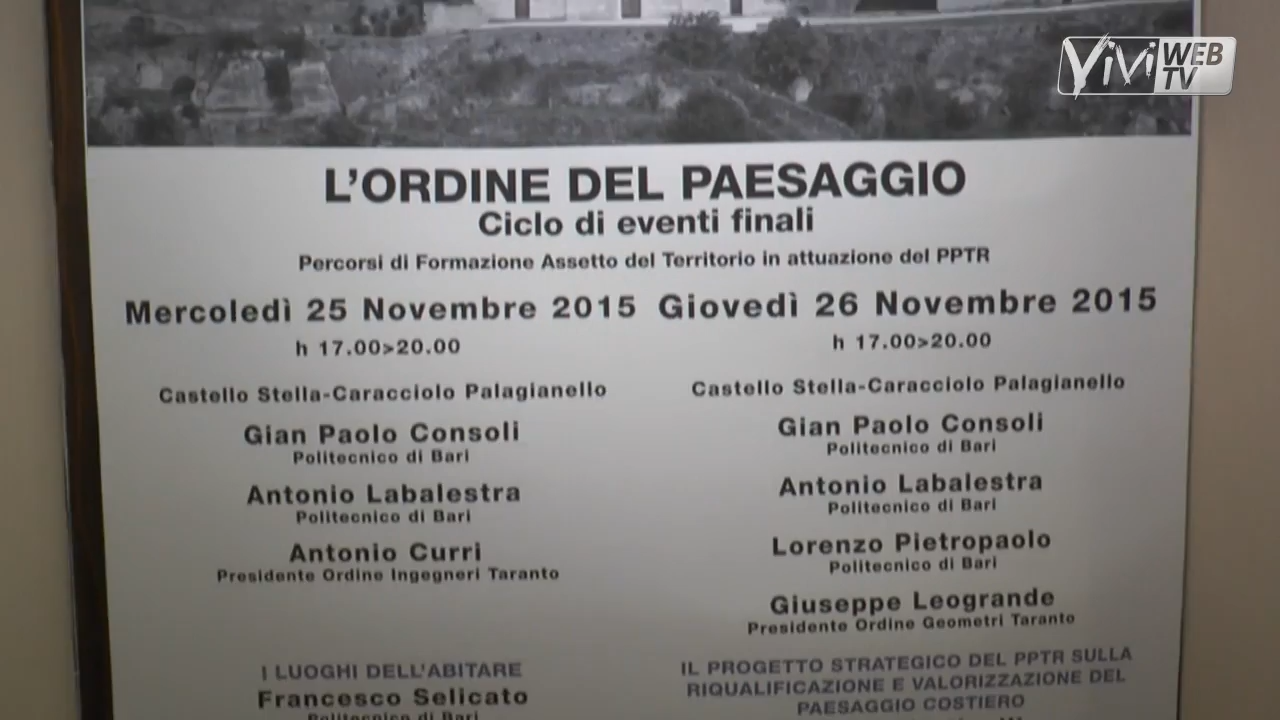 ViVi WEB TV
L'ORDINE DEL PAESAGGIO
Ciclo di eventi finali
Percorsi di Formazione Assetto del Territorio in attuazione del PPTR
Mercoledì 25 Novembre 2015
h 17.00>20.00
Castello Stella-Caracciolo Palagianello
Gian Paolo Consoli
Politecnico di Bari
Antonio Labalestra
Politecnico di Bari
Antonio Curri
Presidente Ordine Ingegneri Taranto
I LUOGHI DELL'ABITARE
Francesco Selicato
Politecnico di Bari
Giovedì 26 Novembre 2015
h 17.00>20.00
Castello Stella-Caracciolo Palagianello
Gian Paolo Consoli
Politecnico di Bari
Antonio Labalestra
Politecnico di Bari
Lorenzo Pietropaolo
Politecnico di Bari
Giuseppe Leogrande
Presidente Ordine Geometri Taranto
IL PROGETTO STRATEGICO DEL PPTR SULLA
RIQUALIFICAZIONE E VALORIZZAZIONE DEL
PAESAGGIO COSTIERO